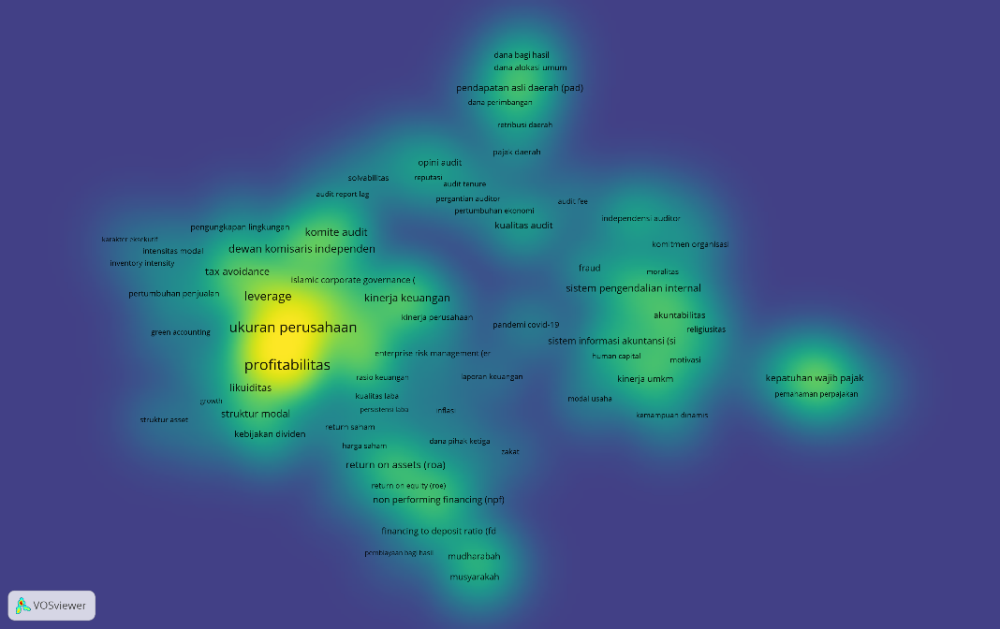 dana bagi hasil
dana alokasi umum
pendapatan asli daerah (pad)
dana perimbangan
retribusi daerah
pajak daerah
opini audit
solvabilitas
reputasi
audit tenure
audit report lag
pergantian auditor
audit fee
pertumbuhan ekonomi
independensi auditor
kualitas audit
pengungkapan lingkungan
komite audit
karakter eksekutif
komitmen organisasi
intensitas modal
dewan komisaris independen
inventory intensity
fraud
moralitas
tax avoidance
islamic corporate governance (
sistem pengendalian internal
pertumbuhan penjualan
leverage
kinerja keuangan
akuntabilitas
kinerja perusahaan
pandemi covid-19
religiusitas
ukuran perusahaan
green accounting
sistem informasi akuntansi (si
enterprise risk management (er
human capital
motivasi
profitabilitas
rasio keuangan
laporan keuangan
kinerja umkm
kepatuhan wajib pajak
likuiditas
kualitas laba
modal usaha
pemahaman perpajakan
growth
persistensi laba
inflasi
struktur modal
kemampuan dinamis
struktur asset
return saham
kebijakan dividen
harga saham
dana pihak ketiga
zakat
return on assets (roa)
return on equity (roe)
non performing financing (npf)
financing to deposit ratio (fd
pembiayaan bagi hasil
mudharabah
musyarakah
VOSviewer